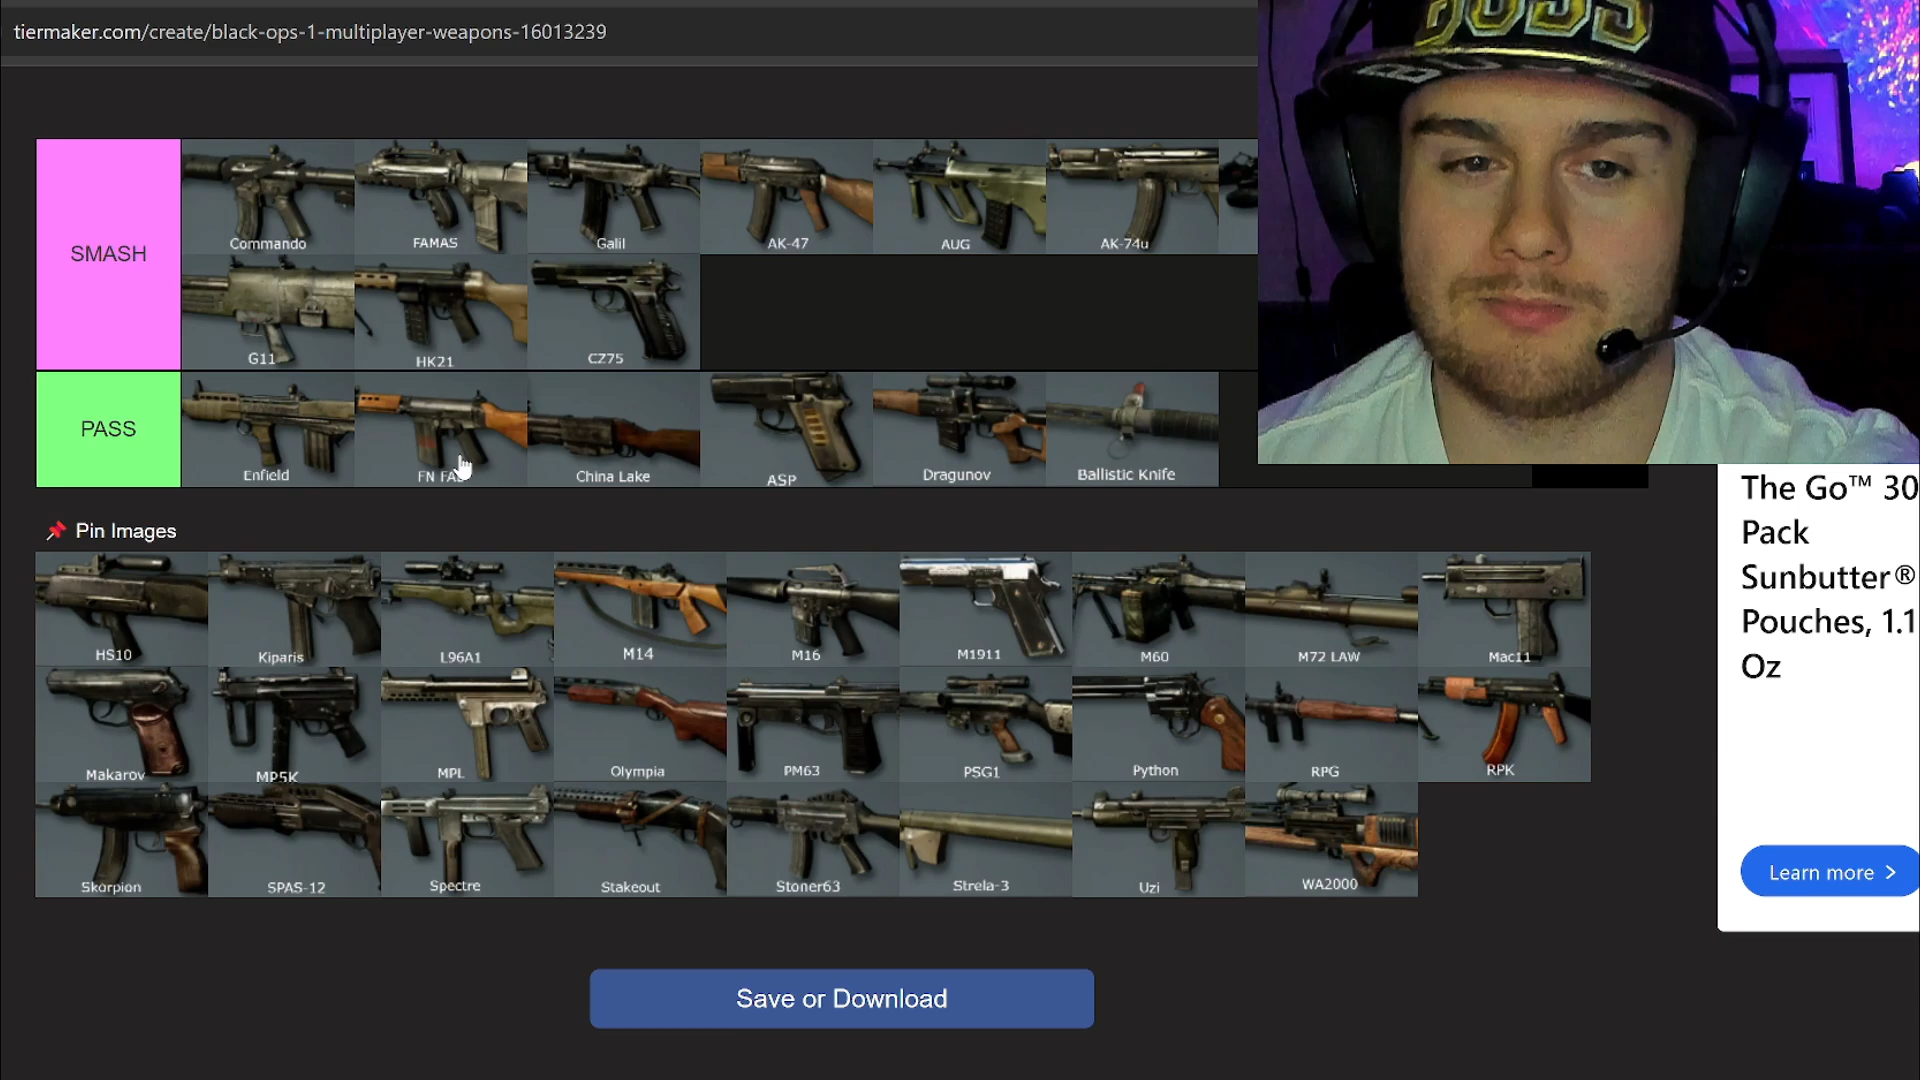 tiermaker.com/create/black-ops-1-multiplayer-weapons-16013239
BOSS
SMASH
Commando FAMAS Galil AK-47 AUG AK-74u
G11 HK21 CZ75
PASS
Enfield FN FAL China Lake ASP Dragunov Ballistic Knife
Pin Images
HS10 Kiparis L96A1 M14 M16 M1911 M60 M72 LAW Mac11
Makarov MP5K MPL Olympia PM63 PSG1 Python RPG RPK
Skorpion SPAS-12 Spectre Stakeout Stoner63 Strela-3 Uzi WA2000
The Go™ 30
Pack
Sunbutter®
Pouches, 1.1
Oz
Learn more >
Save or Download